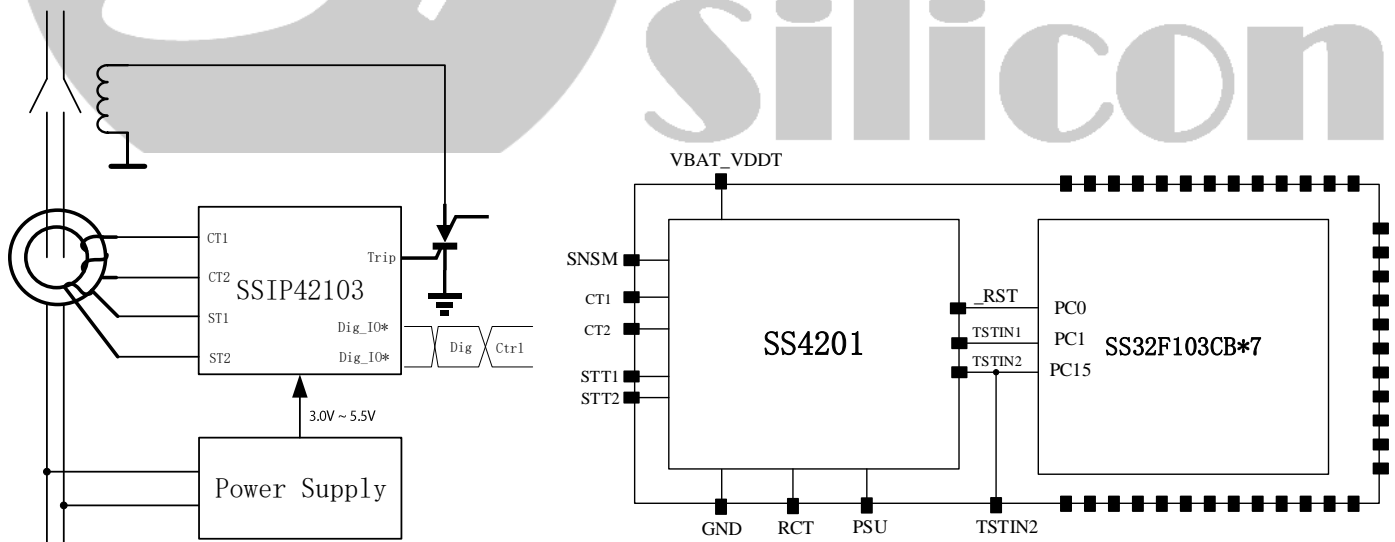 Silicon
CT1
CT2
ST1
ST2
SSIP42103
Trip
Dig_IO*
Dig_IO*
Dig
Ctrl
3.0V ~ 5.5V
Power Supply
VBAT_VDDT
SNSM
CT1
CT2
STT1
STT2
SS4201
_RST
TSTIN1
TSTIN2
PC0
PC1
PC15
SS32F103CB*7
GND
RCT
PSU
TSTIN2